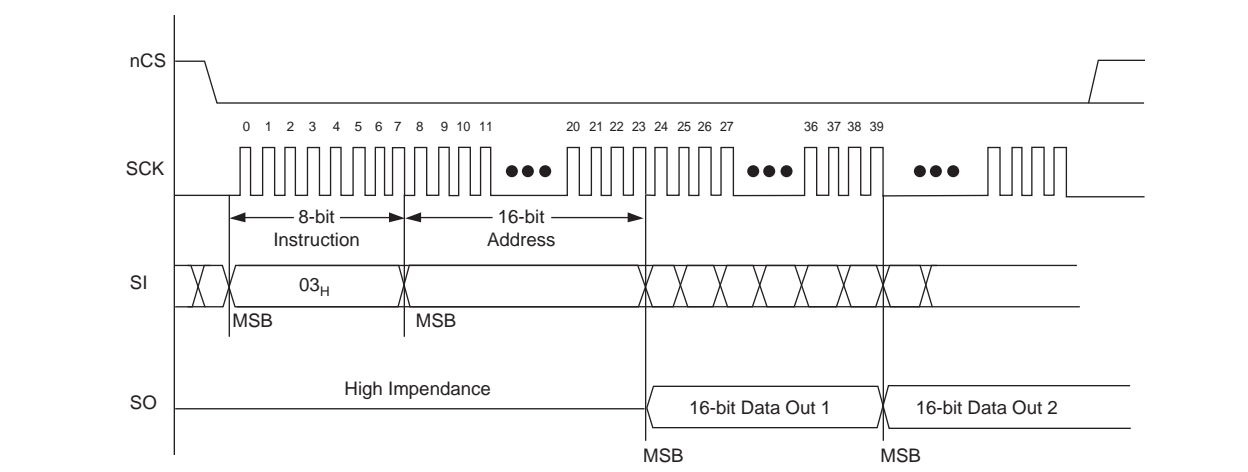 nCS
0 1 2 3 4 5 6 7 8 9 10 11 20 21 22 23 24 25 26 27 36 37 38 39
SCK
8-bit
Instruction
16-bit
Address
SI
03H
MSB
MSB
High Impendance
SO
16-bit Data Out 1
16-bit Data Out 2
MSB
MSB